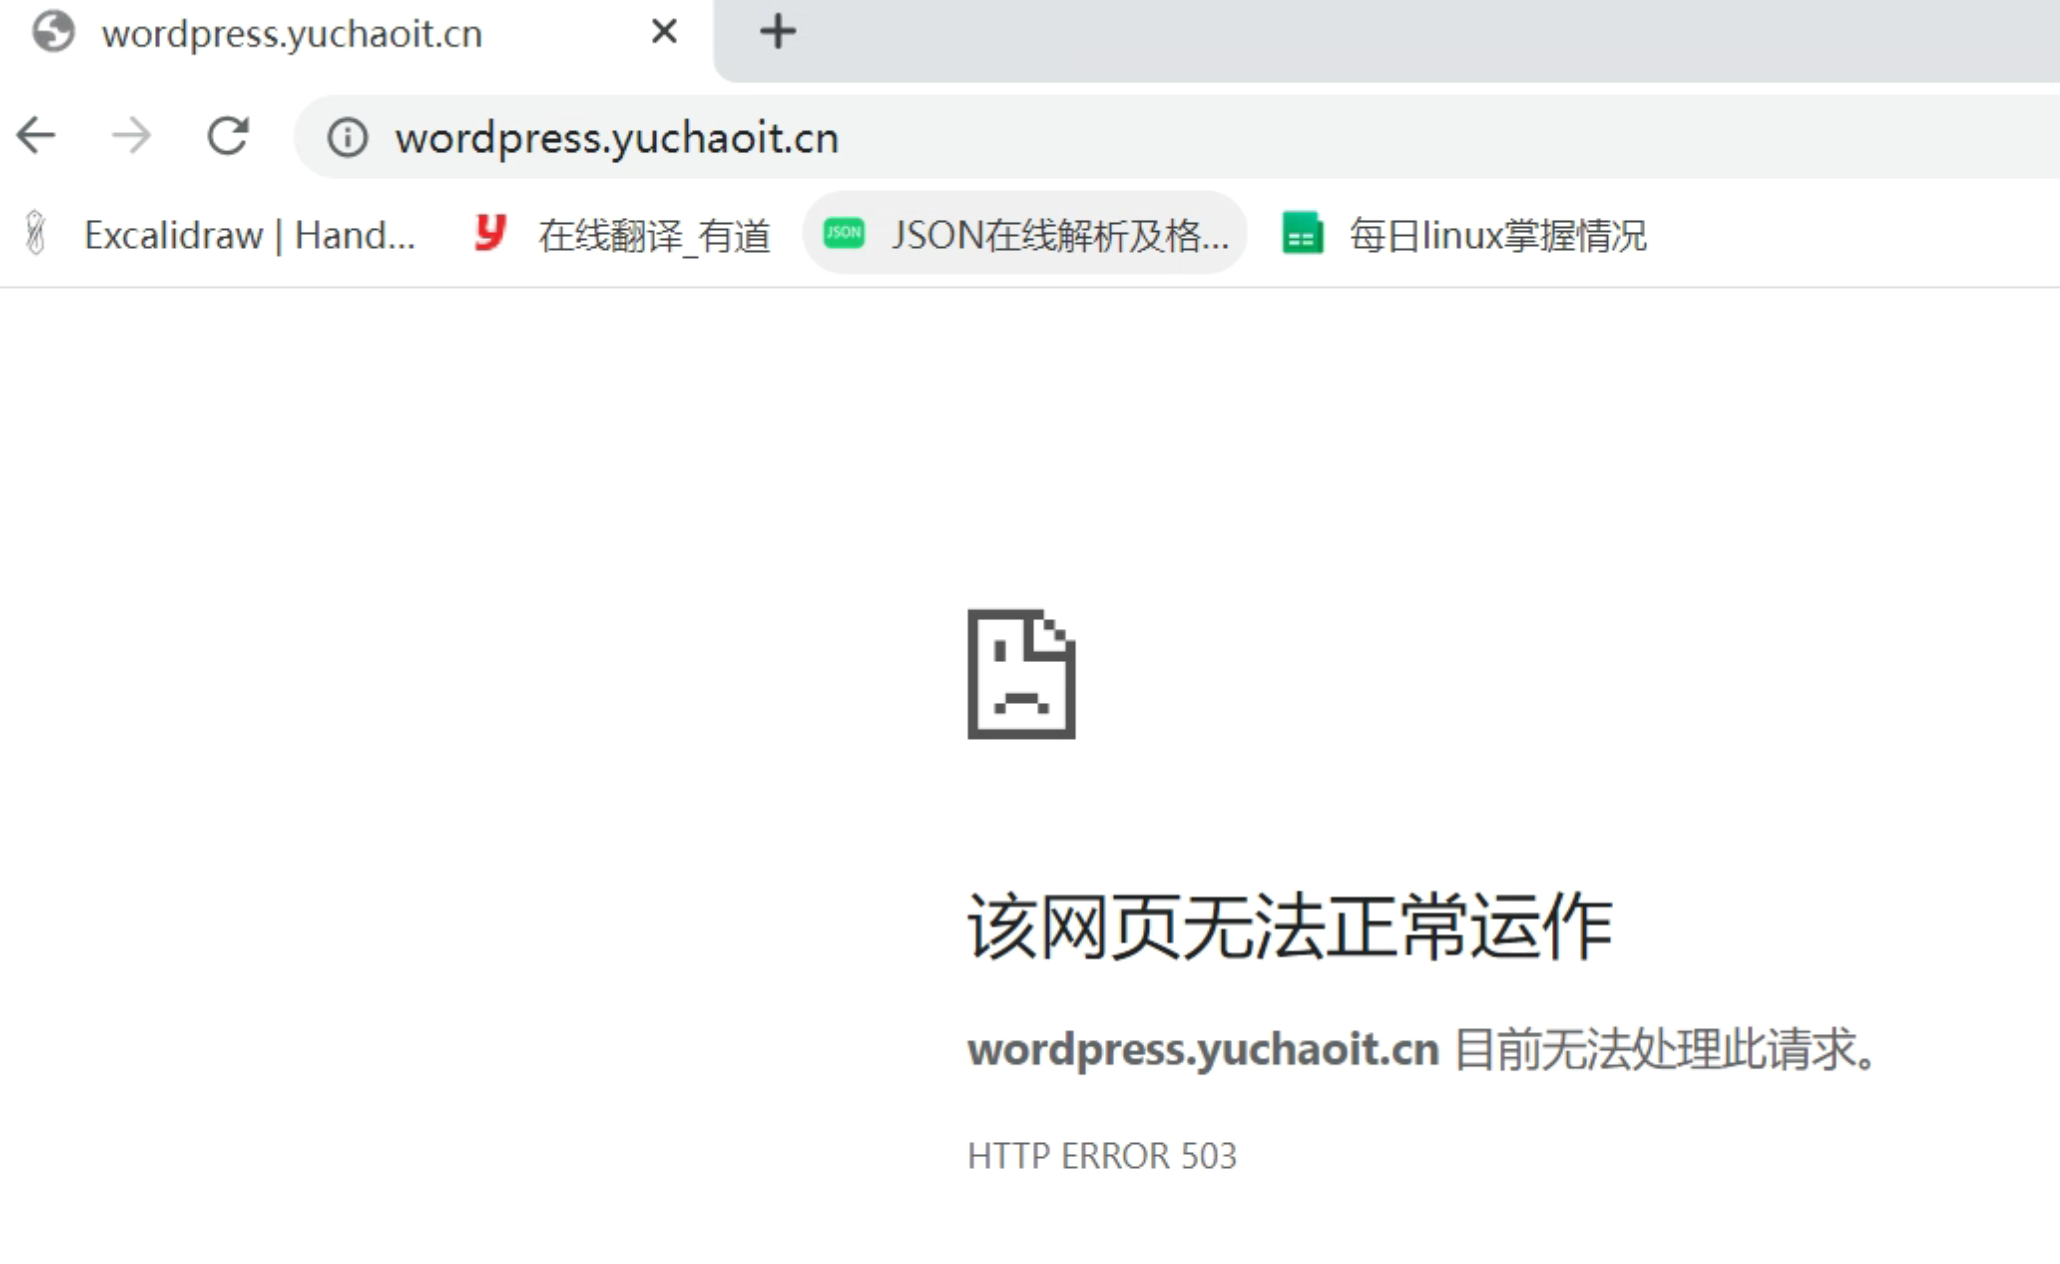 wordpress.yuchaoit.cn
wordpress.yuchaoit.cn
Excalidraw | Hand... 在线翻译_有道 JSON JSON在线解析及格... 每日linux掌握情况
该网页无法正常运作
wordpress.yuchaoit.cn 目前无法处理此请求。
HTTP ERROR 503